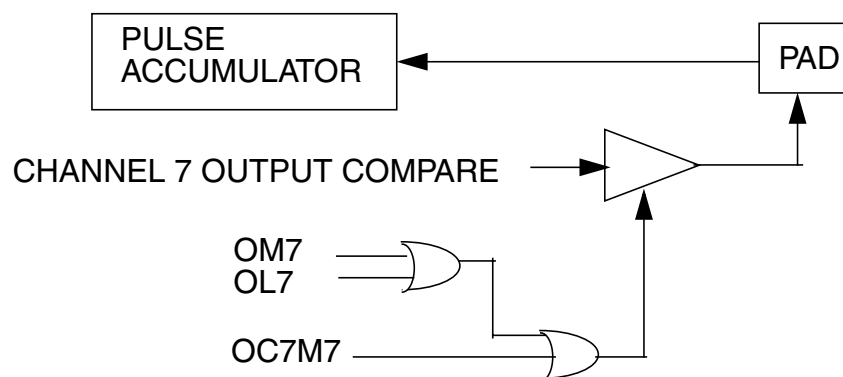 PULSE
ACCUMULATOR
PAD
CHANNEL 7 OUTPUT COMPARE
OM7
OL7
OC7M7